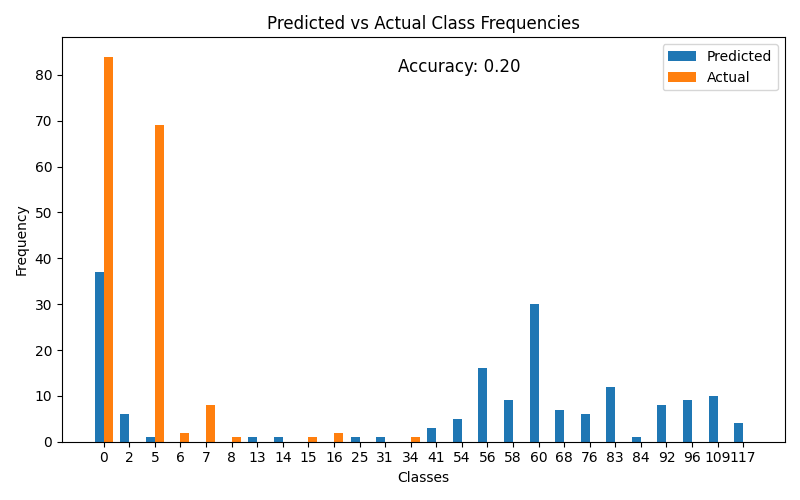 Predicted vs Actual Class Frequencies
Accuracy: 0.20
Predicted
Actual
Frequency
80
70
60
50
40
30
20
10
0
0 2 5 6 7 8 13 14 15 16 25 31 34 41 54 56 58 60 68 76 83 84 92 96 109 117
Classes